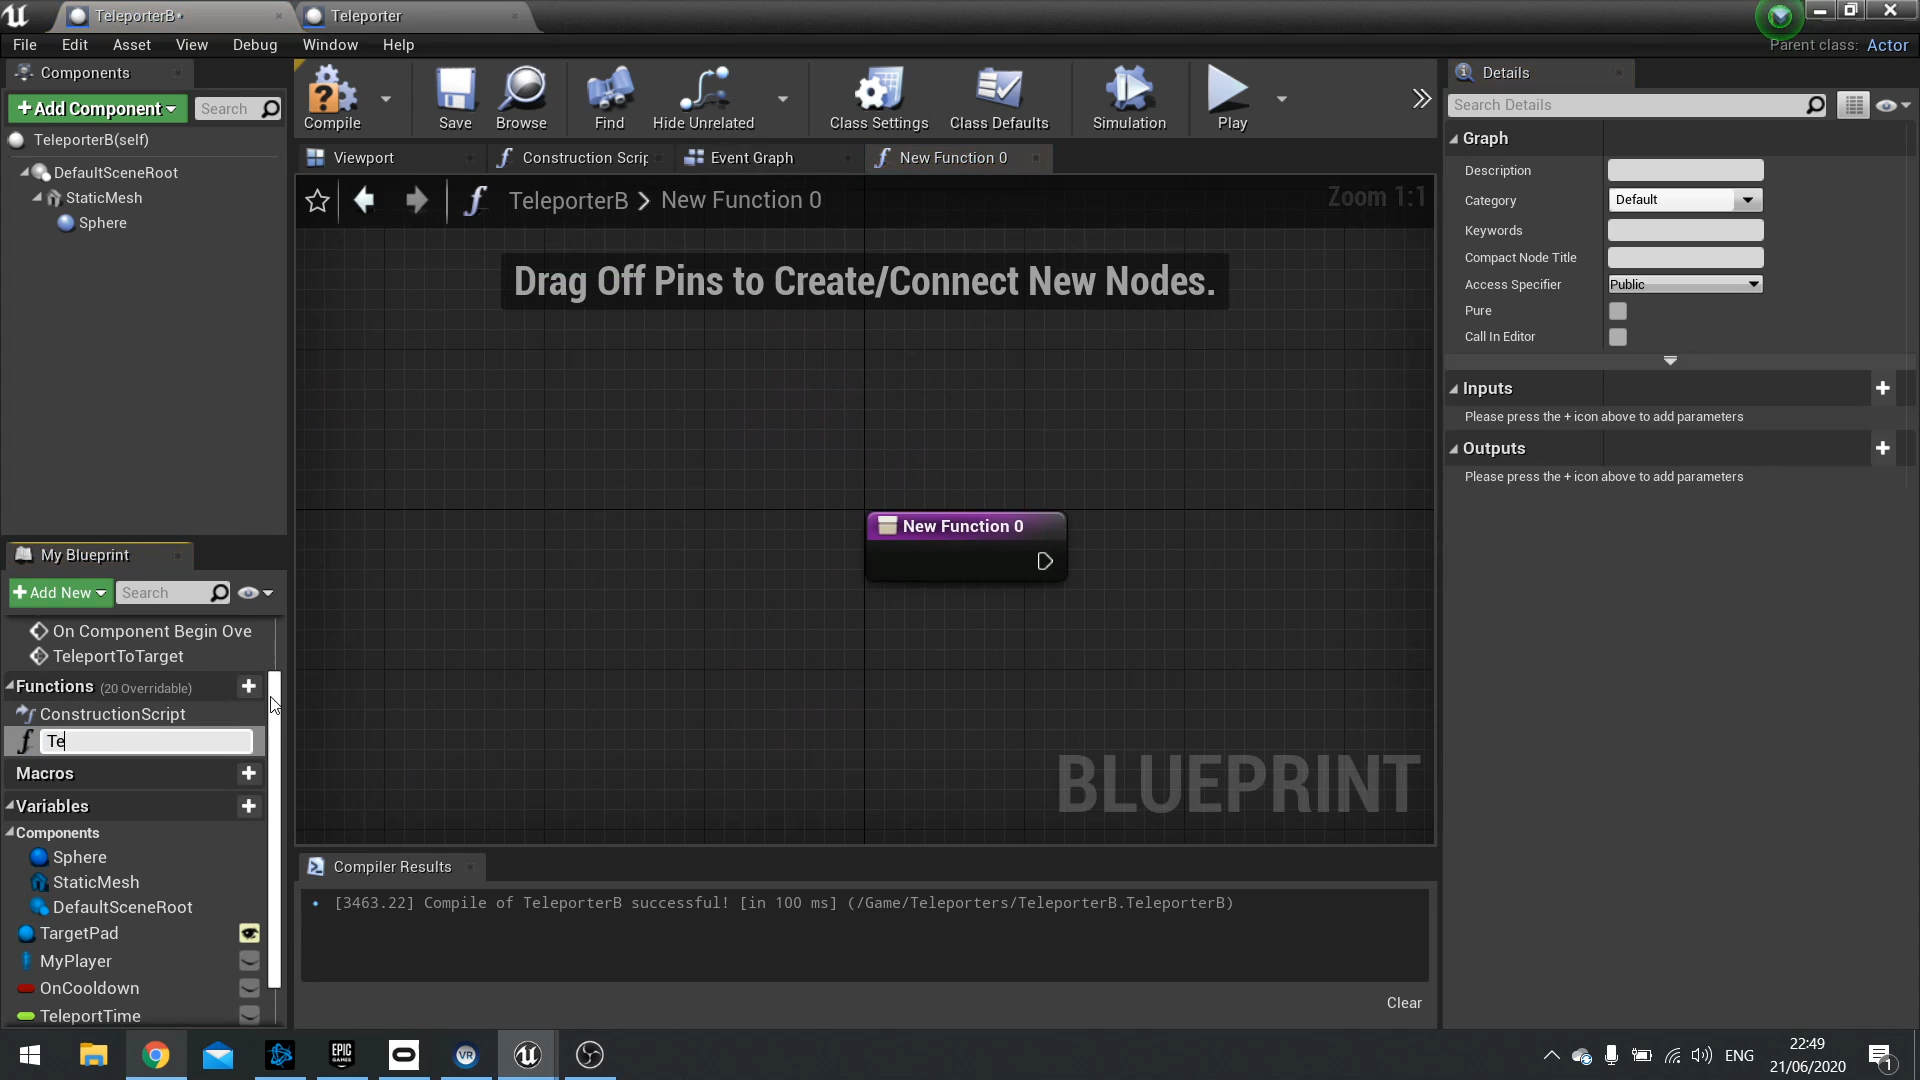 TeleporterB*
Teleporter
File Edit Asset View Debug Window Help
Parent class: Actor
Components
Add Component
Search
TeleporterB(self)
DefaultSceneRoot
StaticMesh
Sphere
Compile
Save
Browse
Find
Hide Unrelated
Class Settings
Class Defaults
Simulation
Play
Viewport
Construction Scrip
Event Graph
New Function 0
TeleporterB > New Function 0
Zoom 1:1
Drag Off Pins to Create/Connect New Nodes.
New Function 0
BLUEPRINT
My Blueprint
Add New
Search
On Component Begin Ove
TeleportToTarget
Functions (20 Overridable)
ConstructionScript
Te
Macros
Variables
Components
Sphere
StaticMesh
DefaultSceneRoot
TargetPad
MyPlayer
OnCooldown
TeleportTime
Compiler Results
[3463.22] Compile of TeleporterB successful! [in 100 ms] (/Game/Teleporters/TeleporterB.TeleporterB)
Clear
Details
Search Details
Graph
Description
Category Default
Keywords
Compact Node Title
Access Specifier Public
Pure
Call In Editor
Inputs
Please press the + icon above to add parameters
Outputs
Please press the + icon above to add parameters
EPIC
GAMES
VR
ENG
22:49
21/06/2020
1